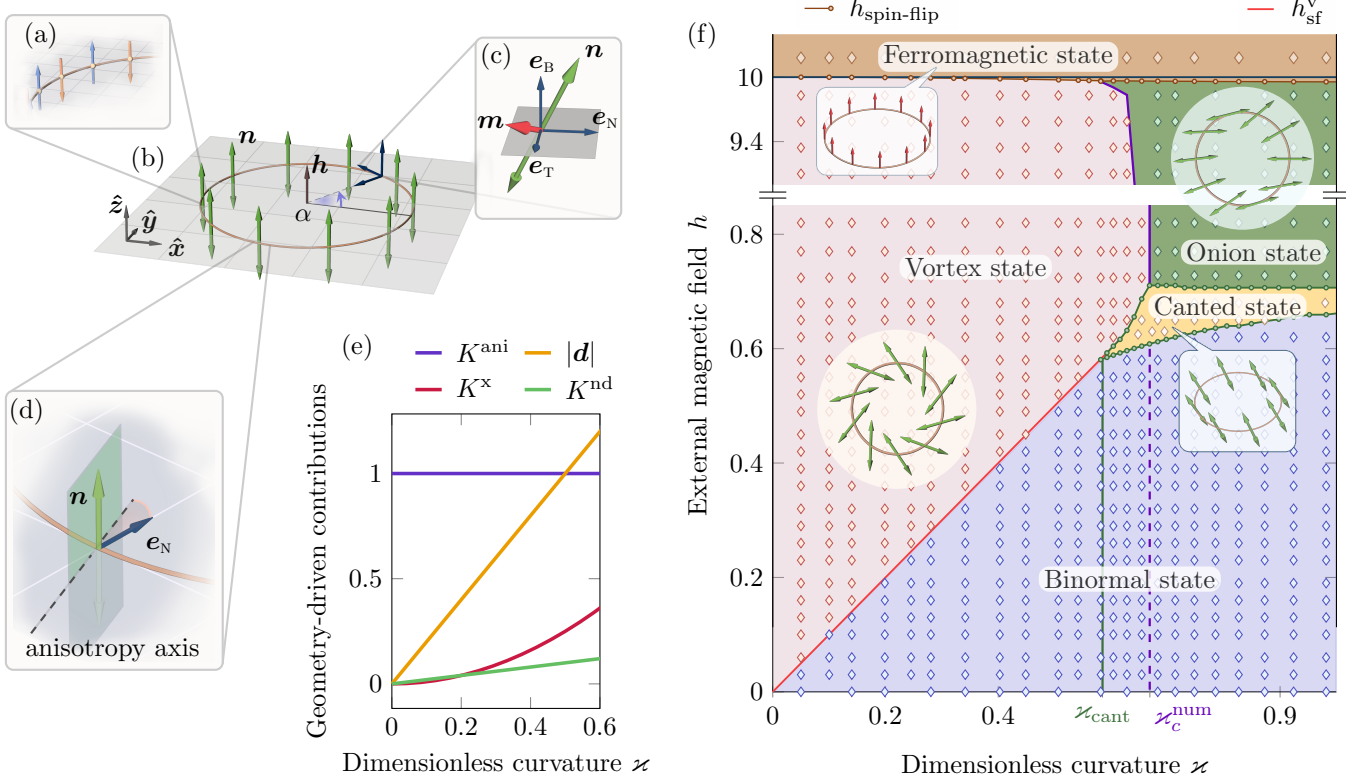 (a)
(b)
n
h
α
ẑ
ŷ
x̂
(c)
n
e_B
e_N
m
e_T
(d)
n
e_N
anisotropy axis
(e)
K^ani
|d|
K^x
K^nd
Geometry-driven contributions
1
0.5
0
0
0.2
0.4
0.6
Dimensionless curvature ϰ
(f)
h_spin-flip
h_sf^v
Ferromagnetic state
10
9.4
Vortex state
Onion state
Canted state
Binormal state
External magnetic field h
0.8
0.6
0.4
0.2
0
0
0.2
0.4
ϰ_cant
ϰ_c^num
0.9
Dimensionless curvature ϰ